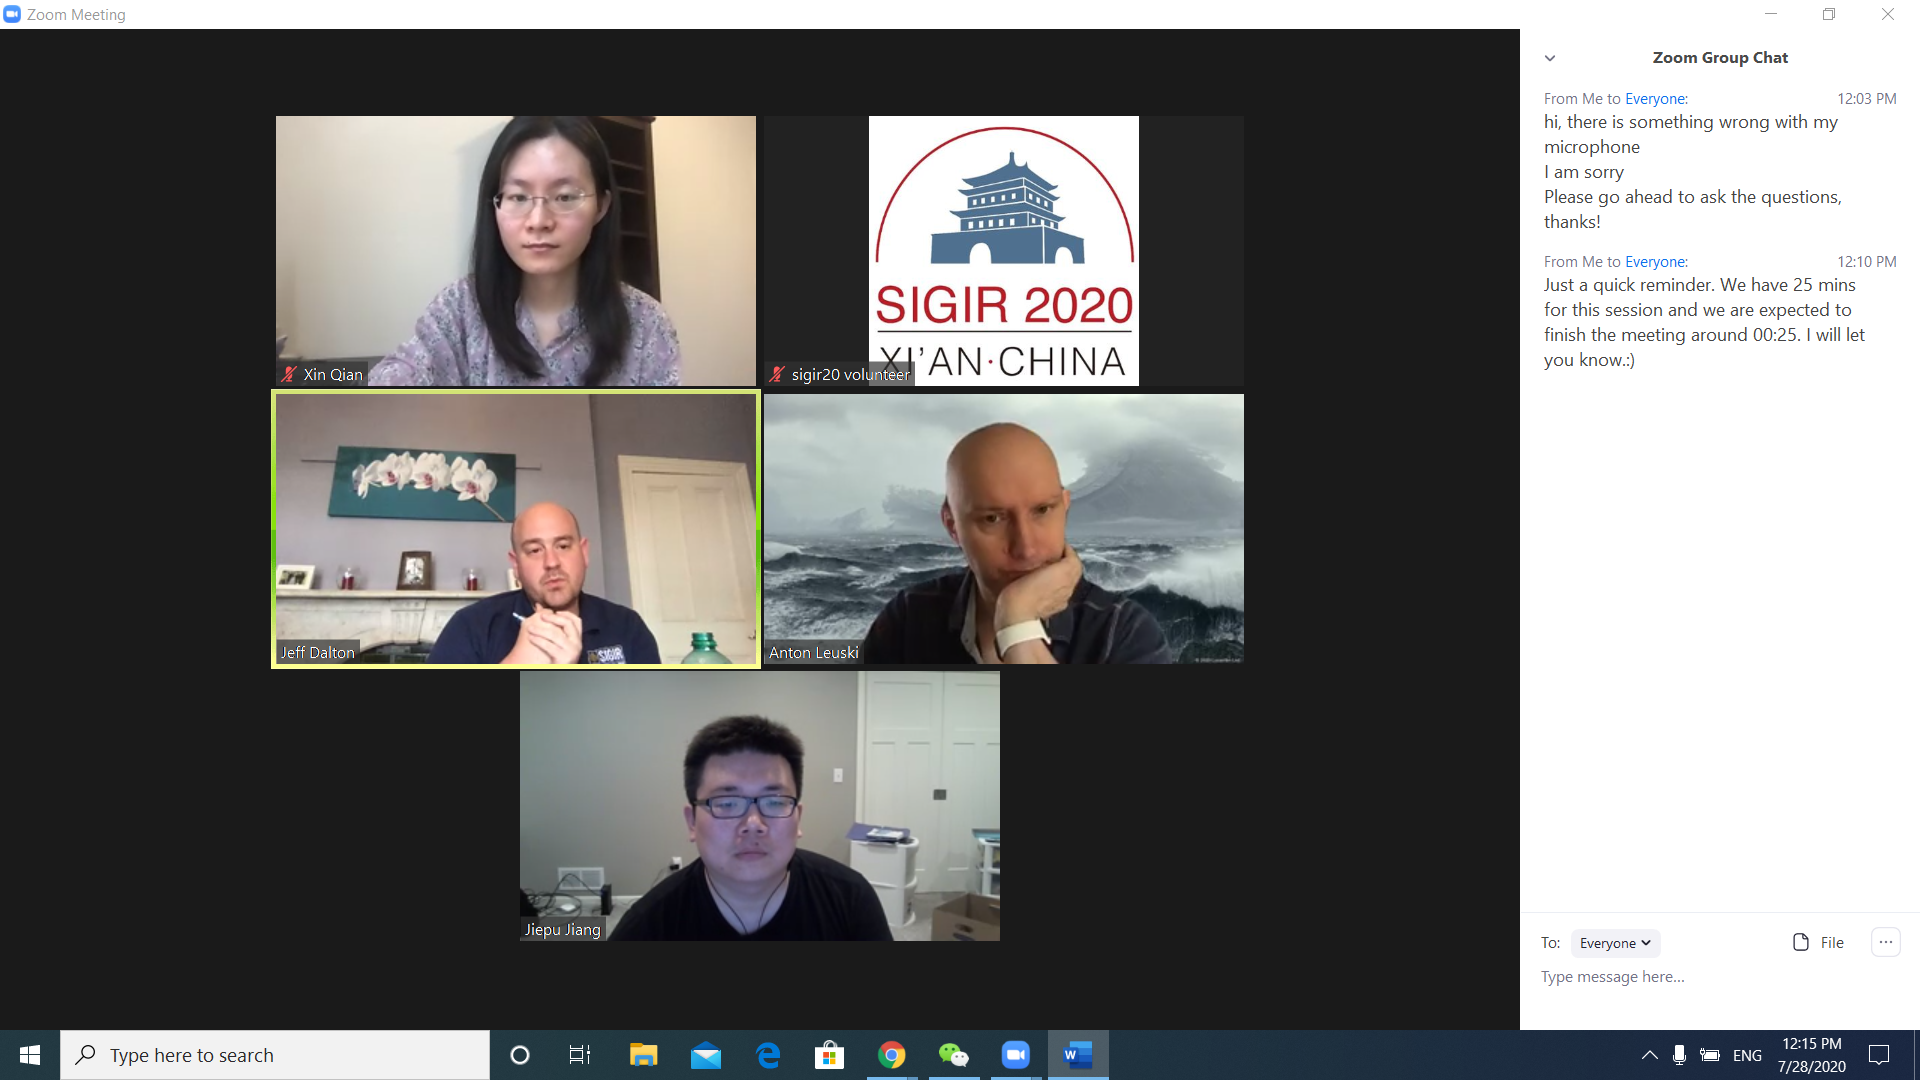 Zoom Meeting
Zoom Group Chat
From Me to Everyone:
12:03 PM
hi, there is something wrong with my
microphone
I am sorry
Please go ahead to ask the questions,
thanks!
From Me to Everyone:
12:10 PM
Just a quick reminder. We have 25 mins
for this session and we are expected to
finish the meeting around 00:25. I will let
you know.:)
SIGIR 2020
XI'AN·CHINA
Xin Qian
sigir20 volunteer
SIGIR
Jeff Dalton
Anton Leuski
Jiepu Jiang
To: Everyone
File
Type message here...
Type here to search
ENG
12:15 PM
7/28/2020